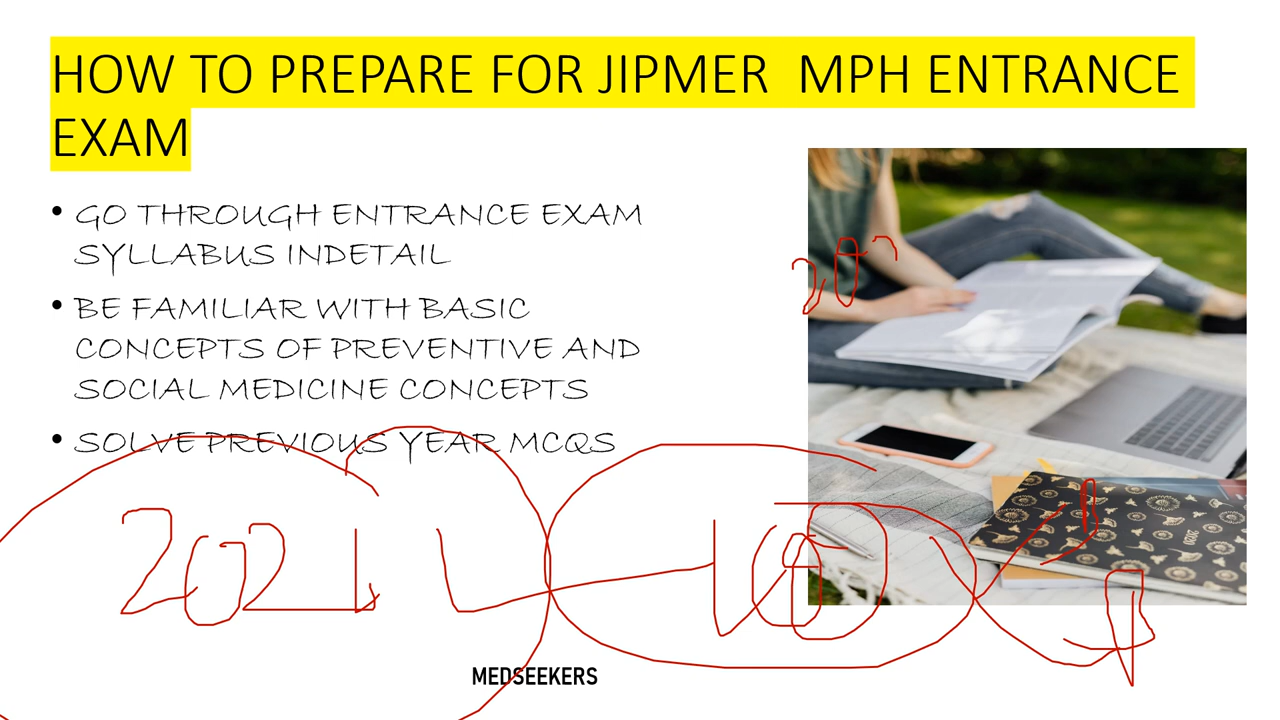 HOW TO PREPARE FOR JIPMER MPH ENTRANCE
EXAM
• GO THROUGH ENTRANCE EXAM
SYLLABUS INDETAIL
• BE FAMILIAR WITH BASIC
CONCEPTS OF PREVENTIVE AND
SOCIAL MEDICINE CONCEPTS
• SOLVE PREVIOUS YEAR MCQS
2021
MEDSEEKERS